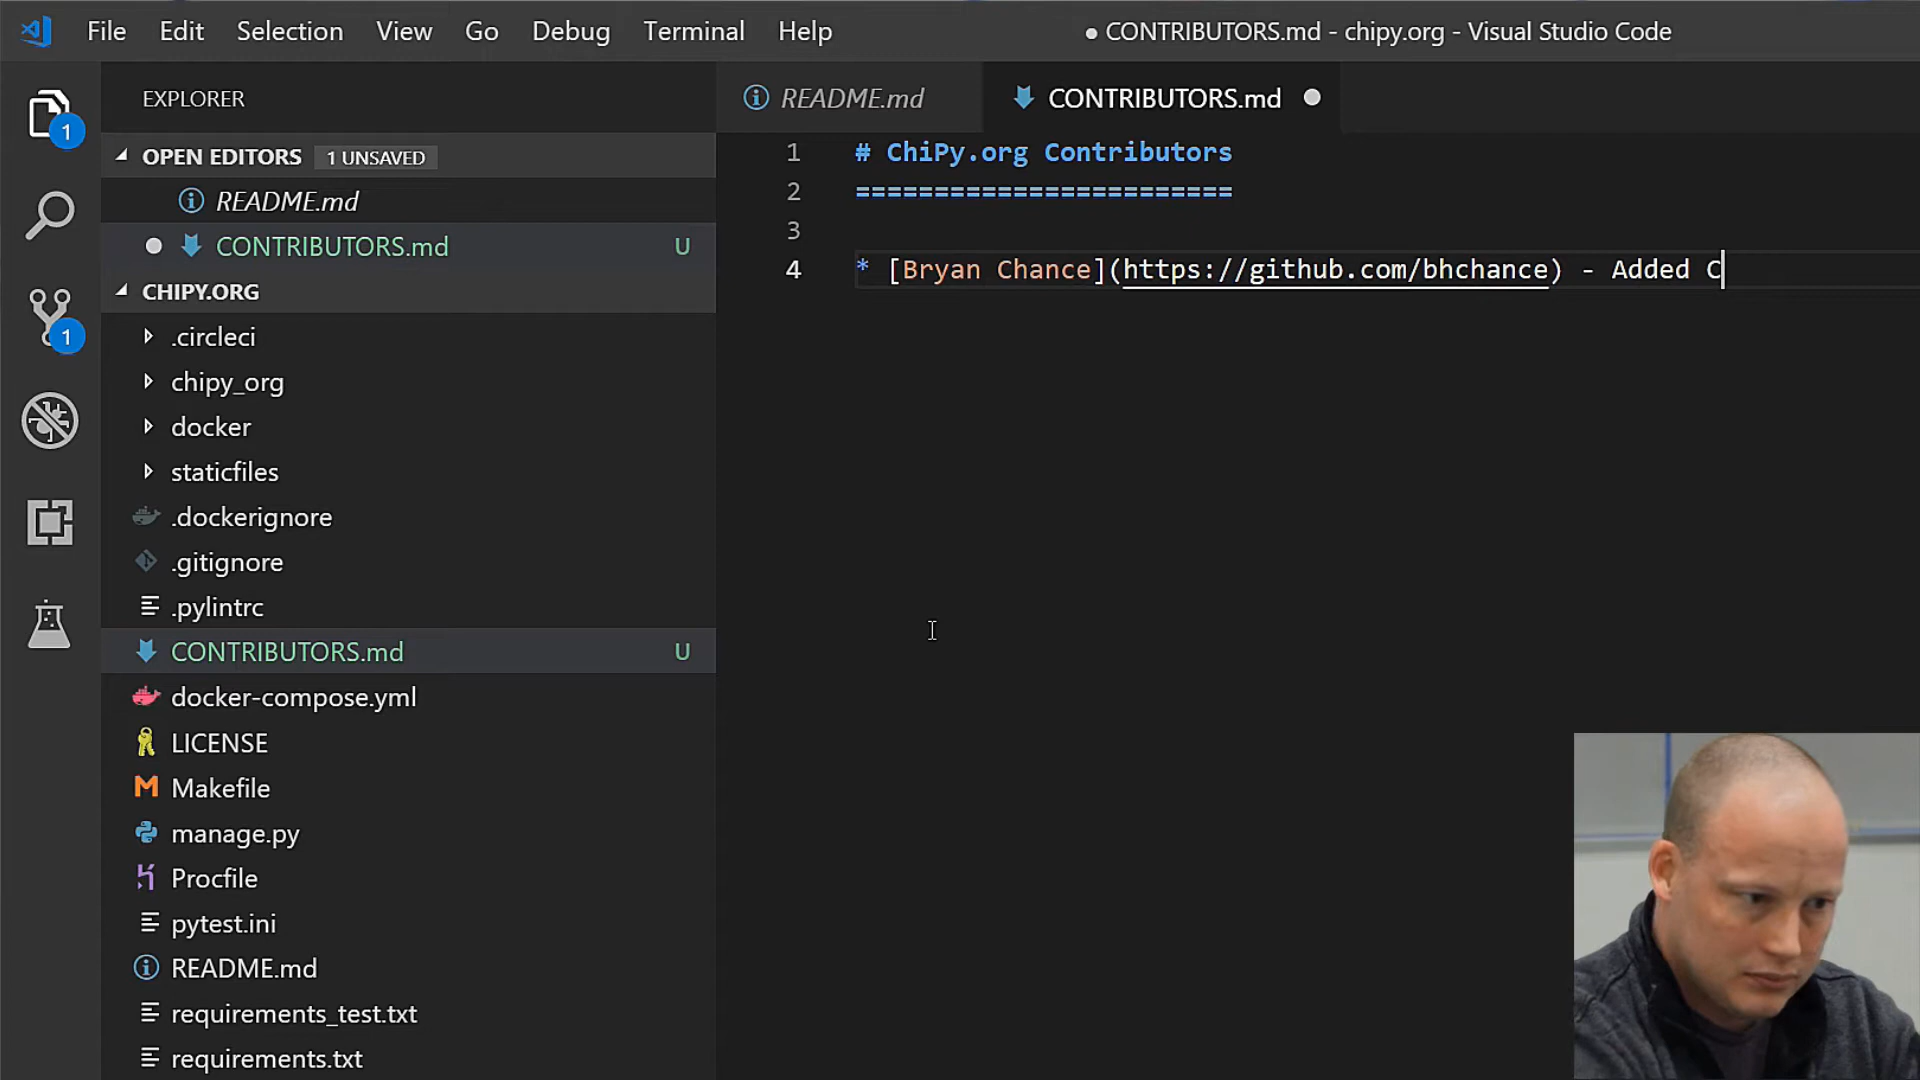 File Edit Selection View Go Debug Terminal Help ● CONTRIBUTORS.md - chipy.org - Visual Studio Code
EXPLORER
README.md CONTRIBUTORS.md
OPEN EDITORS 1 UNSAVED
README.md
CONTRIBUTORS.md U
CHIPY.ORG
.circleci
chipy_org
docker
staticfiles
.dockerignore
.gitignore
.pylintrc
CONTRIBUTORS.md U
docker-compose.yml
LICENSE
Makefile
manage.py
Procfile
pytest.ini
README.md
requirements_test.txt
requirements.txt
1
1
1 # ChiPy.org Contributors
2 ========================
3
4 * [Bryan Chance](https://github.com/bhchance) - Added C